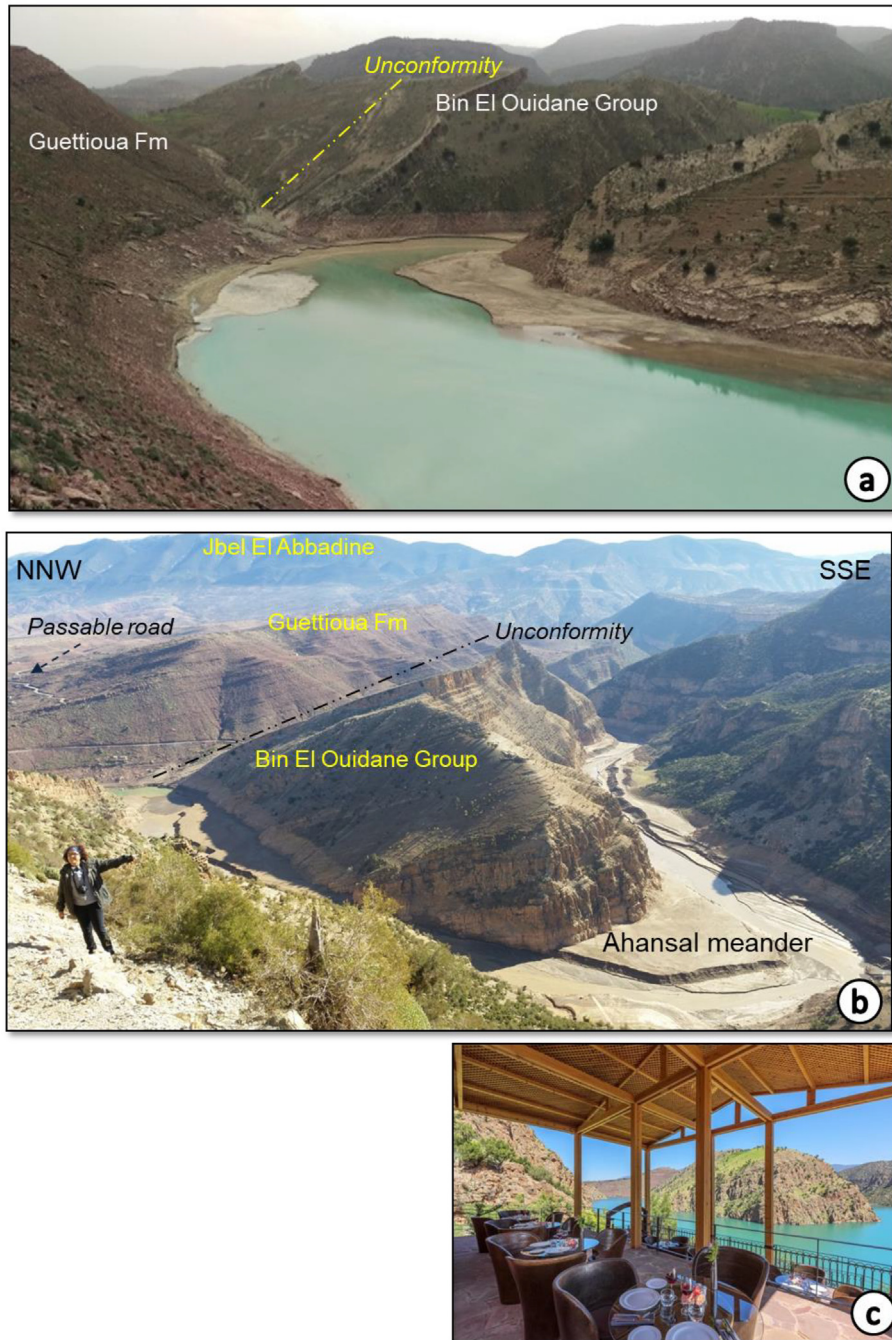 Unconformity
Bin El Ouidane Group
Guettioua Fm
a
Jbel El Abbadine
NNW
SSE
Passable road
Guettioua Fm
Unconformity
Bin El Ouidane Group
Ahansal meander
b
c